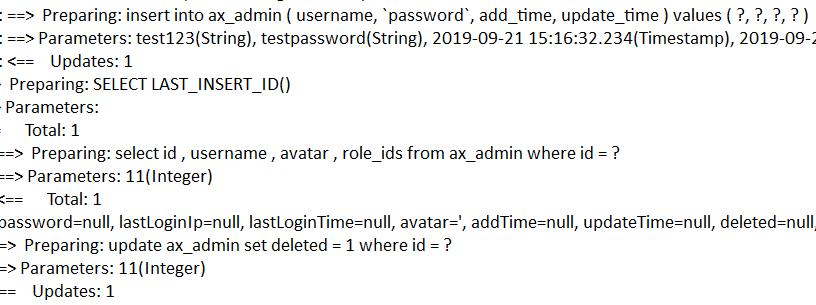 : ==>  Preparing: insert into ax_admin ( username, `password`, add_time, update_time ) values ( ?, ?, ?, ? )
: ==> Parameters: test123(String), testpassword(String), 2019-09-21 15:16:32.234(Timestamp), 2019-09-2
: <==    Updates: 1
Preparing: SELECT LAST_INSERT_ID()
Parameters:
Total: 1
==>  Preparing: select id , username , avatar , role_ids from ax_admin where id = ?
==> Parameters: 11(Integer)
<==      Total: 1
password=null, lastLoginIp=null, lastLoginTime=null, avatar=', addTime=null, updateTime=null, deleted=null,
=>  Preparing: update ax_admin set deleted = 1 where id = ?
=> Parameters: 11(Integer)
==    Updates: 1